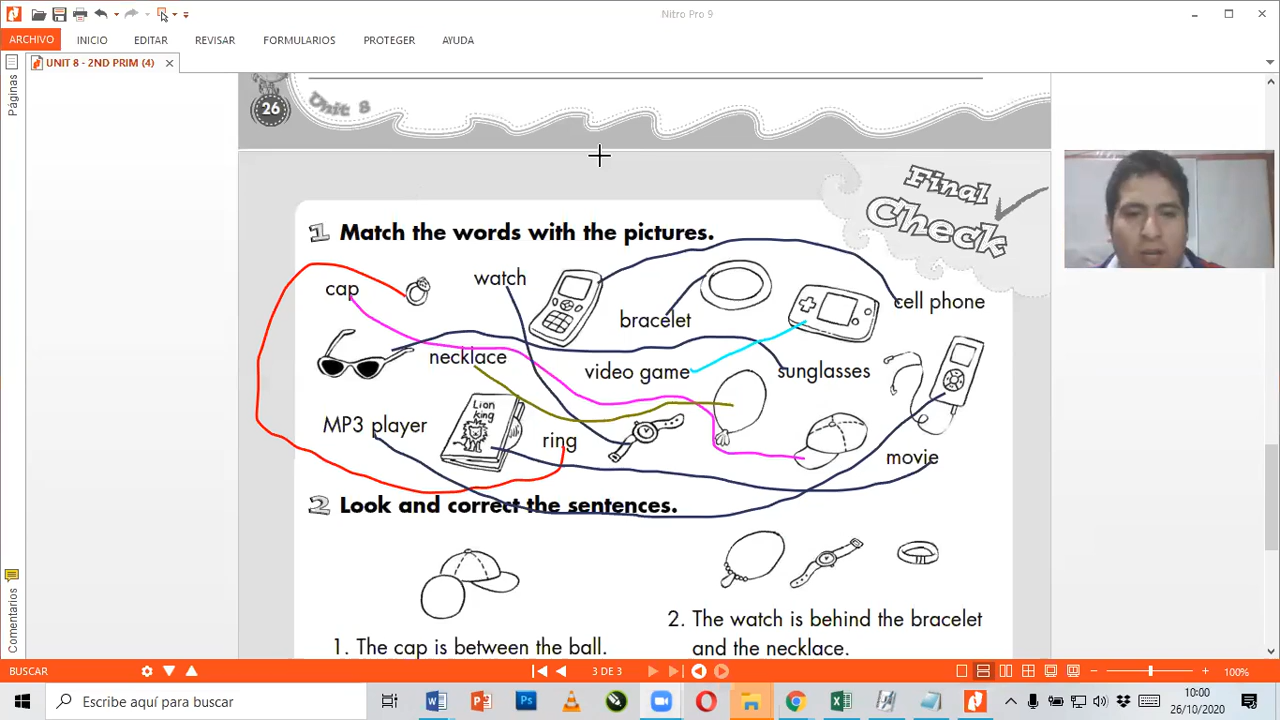 Nitro Pro 9
ARCHIVO INICIO EDITAR REVISAR FORMULARIOS PROTEGER AYUDA
UNIT 8 - 2ND PRIM (4)
Páginas
26 Unit 8
Final Check
1 Match the words with the pictures.
cap
watch
bracelet
cell phone
necklace
video game
sunglasses
MP3 player
Lion king
ring
movie
2 Look and correct the sentences.
1. The cap is between the ball.
2. The watch is behind the bracelet
and the necklace.
Comentarios
BUSCAR
3 DE 3
100%
Escribe aquí para buscar
10:00
26/10/2020